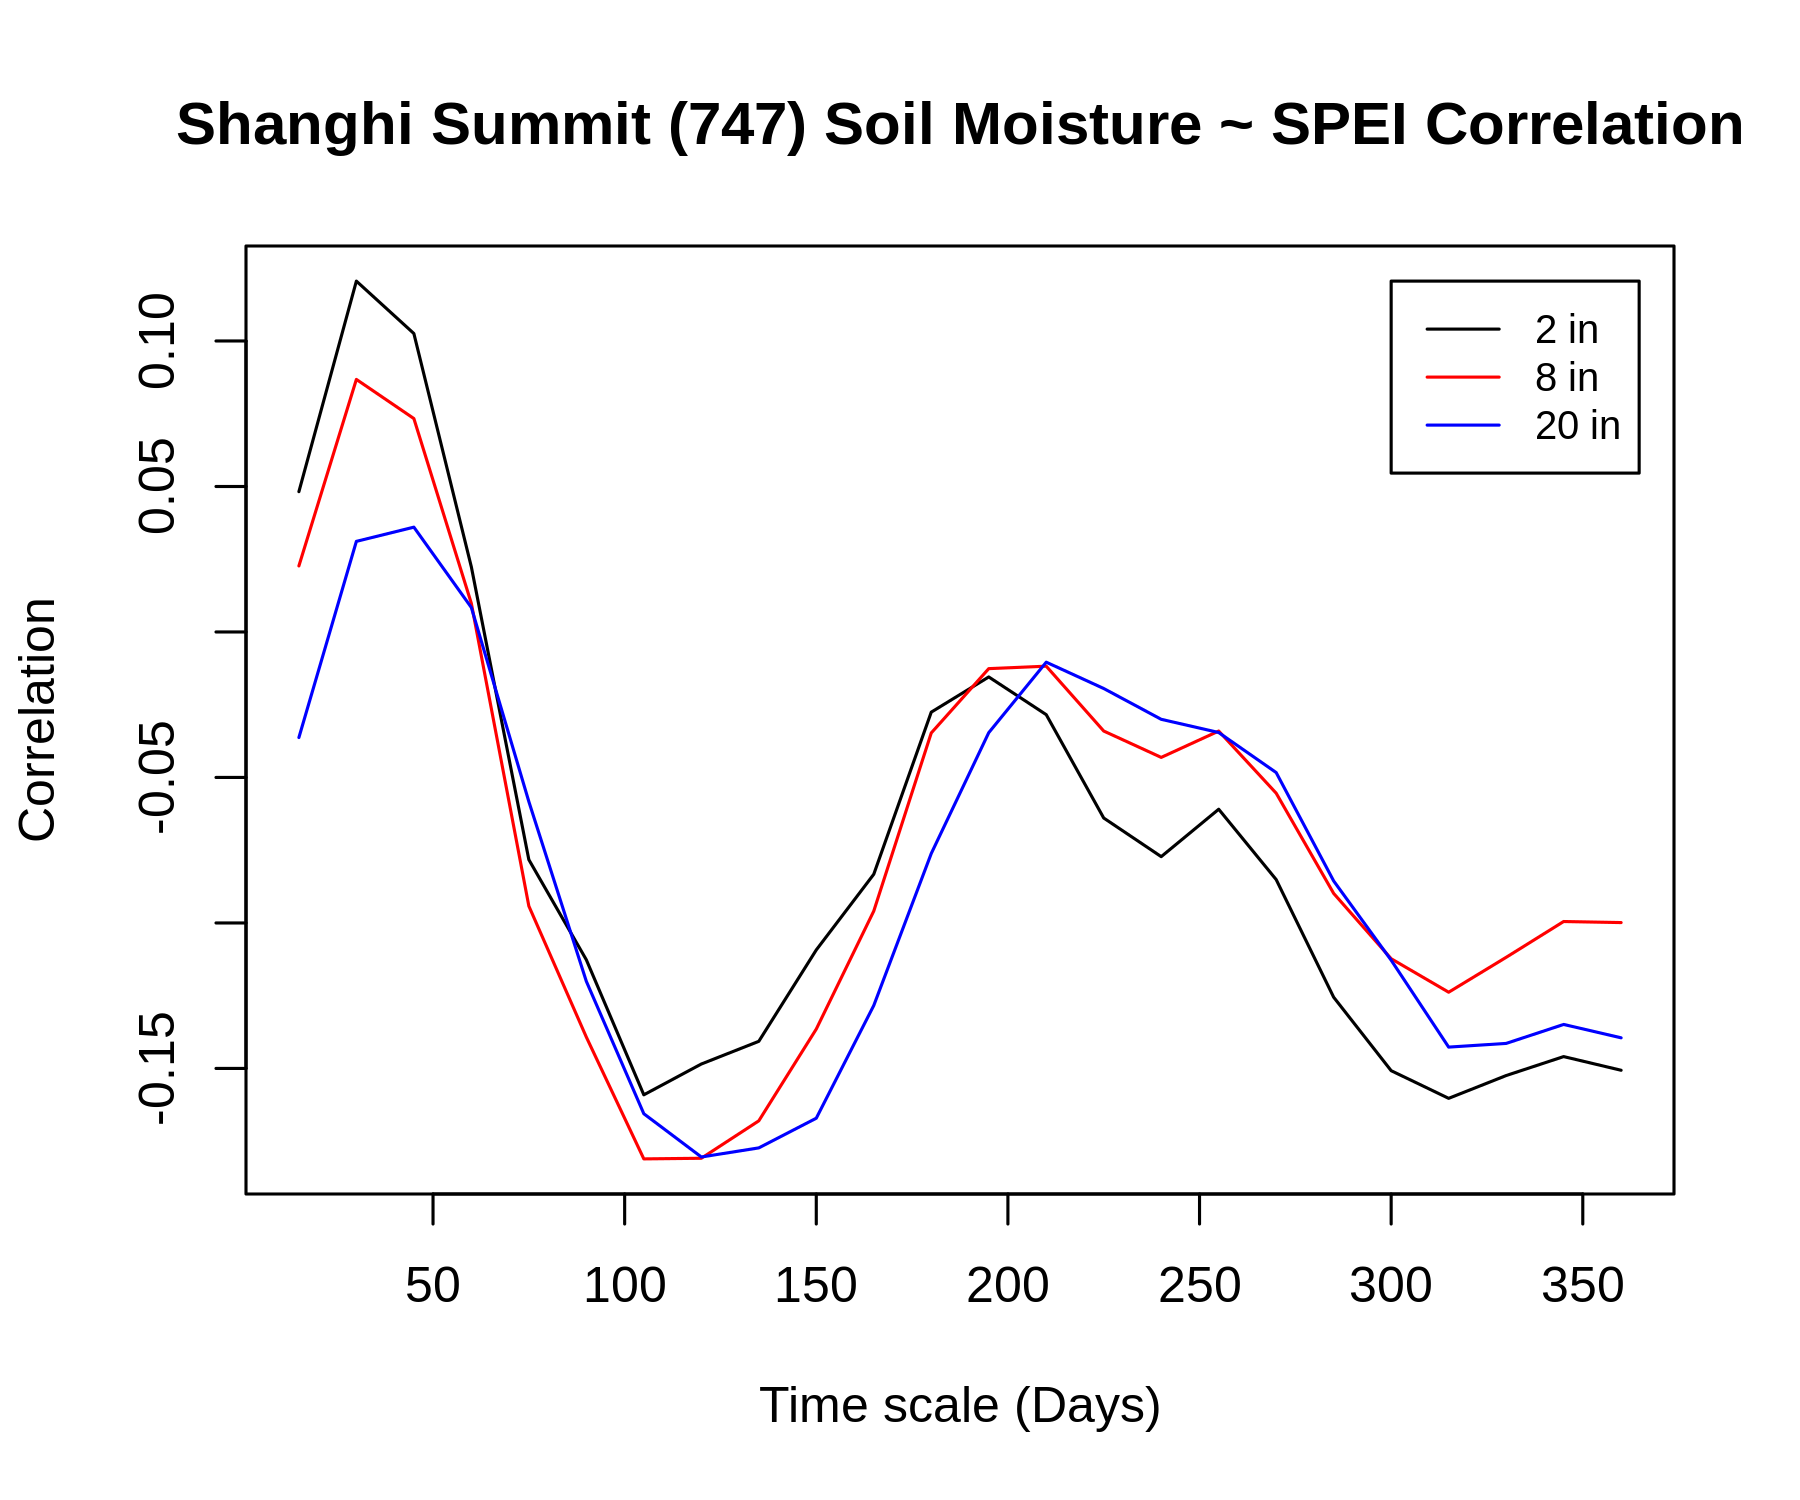 Shanghi Summit (747) Soil Moisture ~ SPEI Correlation
2 in
8 in
20 in
Correlation
0.10
0.05
-0.05
-0.15
50 100 150 200 250 300 350
Time scale (Days)